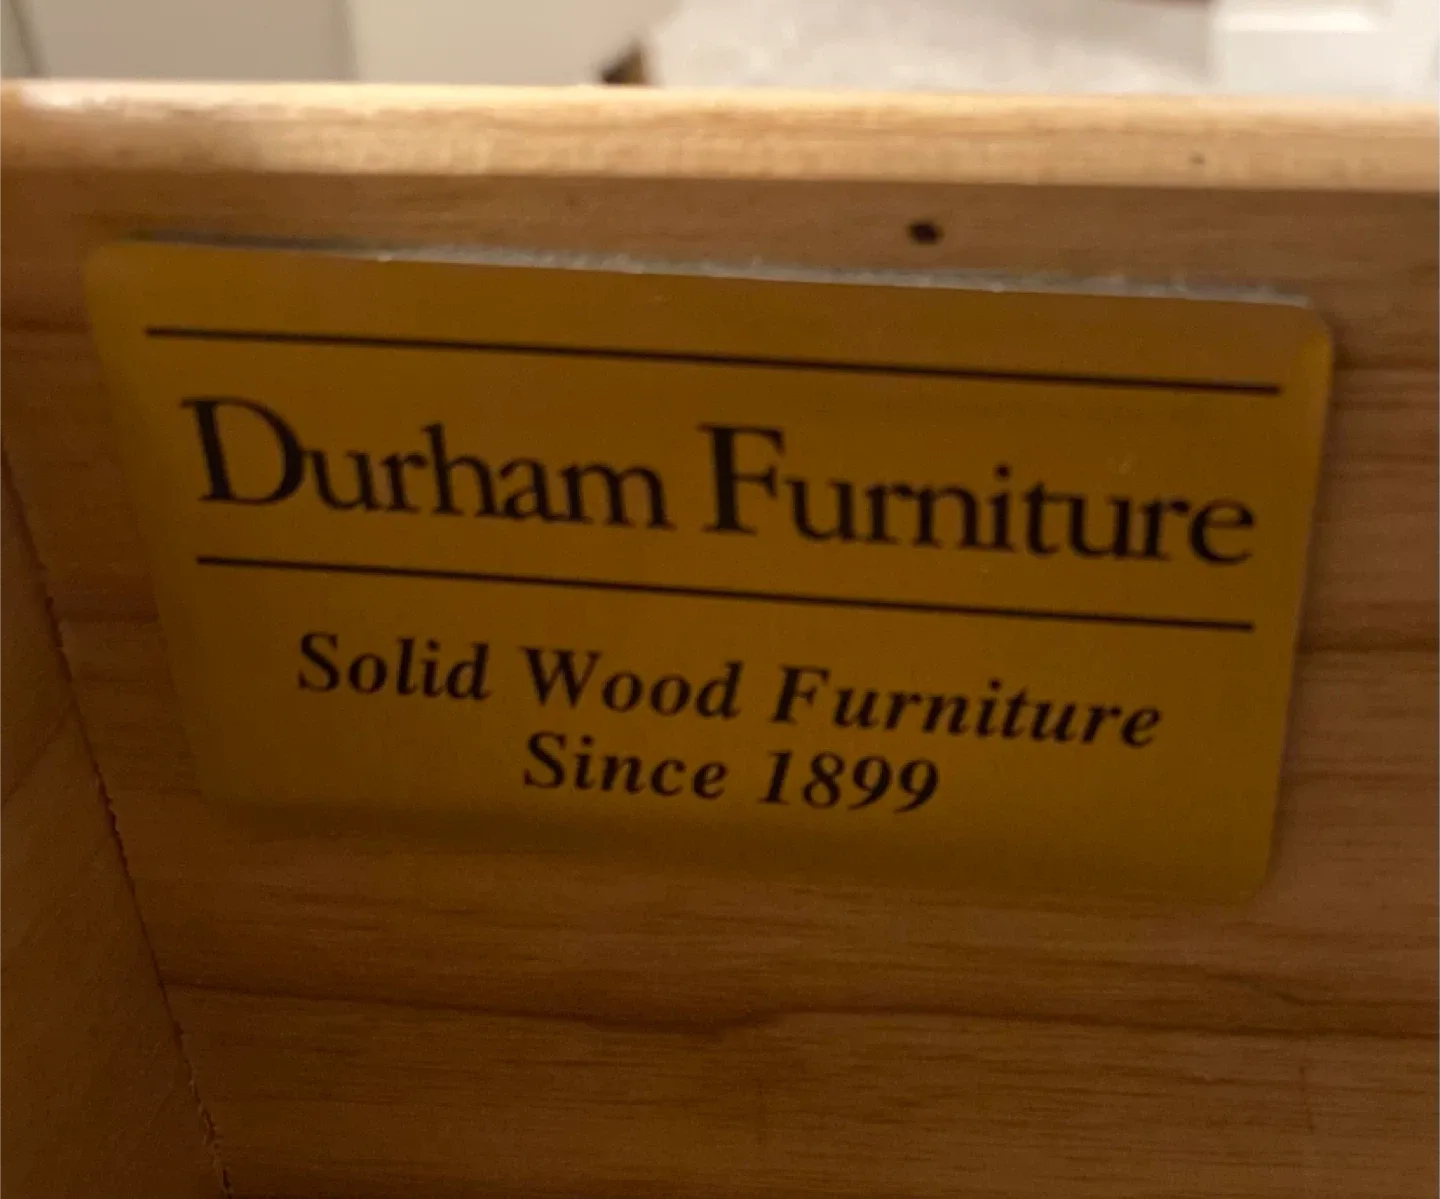 Durham Furniture
Solid Wood Furniture
Since 1899